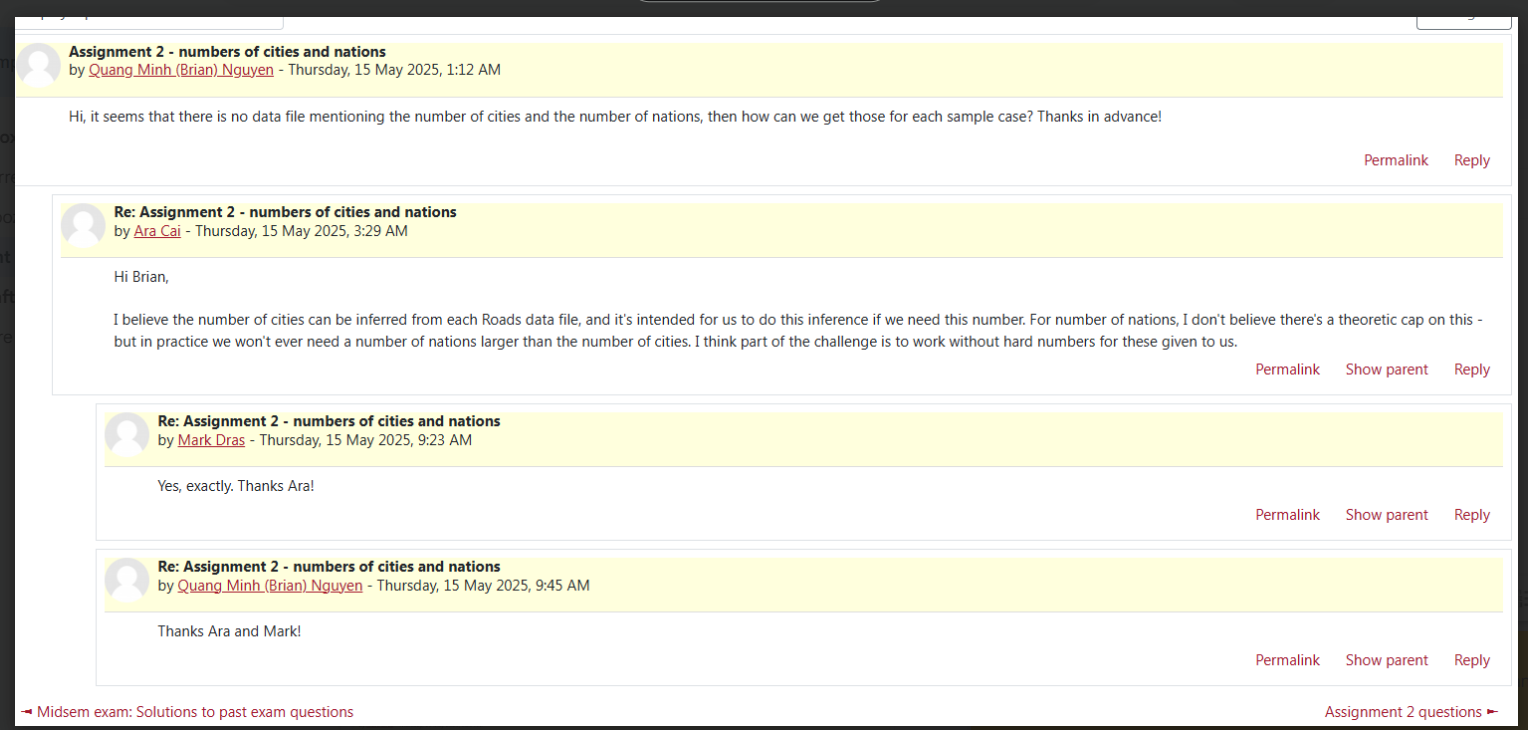 Assignment 2 - numbers of cities and nations
by Quang Minh (Brian) Nguyen - Thursday, 15 May 2025, 1:12 AM
Hi, it seems that there is no data file mentioning the number of cities and the number of nations, then how can we get those for each sample case? Thanks in advance!
Permalink Reply
Re: Assignment 2 - numbers of cities and nations
by Ara Cai - Thursday, 15 May 2025, 3:29 AM
Hi Brian,
I believe the number of cities can be inferred from each Roads data file, and it's intended for us to do this inference if we need this number. For number of nations, I don't believe there's a theoretic cap on this -
but in practice we won't ever need a number of nations larger than the number of cities. I think part of the challenge is to work without hard numbers for these given to us.
Permalink Show parent Reply
Re: Assignment 2 - numbers of cities and nations
by Mark Dras - Thursday, 15 May 2025, 9:23 AM
Yes, exactly. Thanks Ara!
Permalink Show parent Reply
Re: Assignment 2 - numbers of cities and nations
by Quang Minh (Brian) Nguyen - Thursday, 15 May 2025, 9:45 AM
Thanks Ara and Mark!
Permalink Show parent Reply
◄ Midsem exam: Solutions to past exam questions
Assignment 2 questions ►